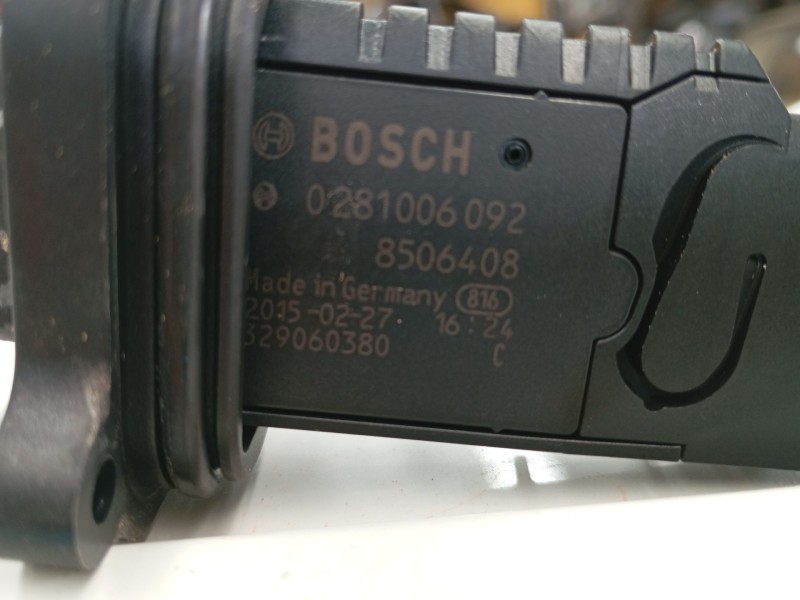 BOSCH
0281006092
8506408
Made in Germany 816
2015-02-27 16:24
329060380 C